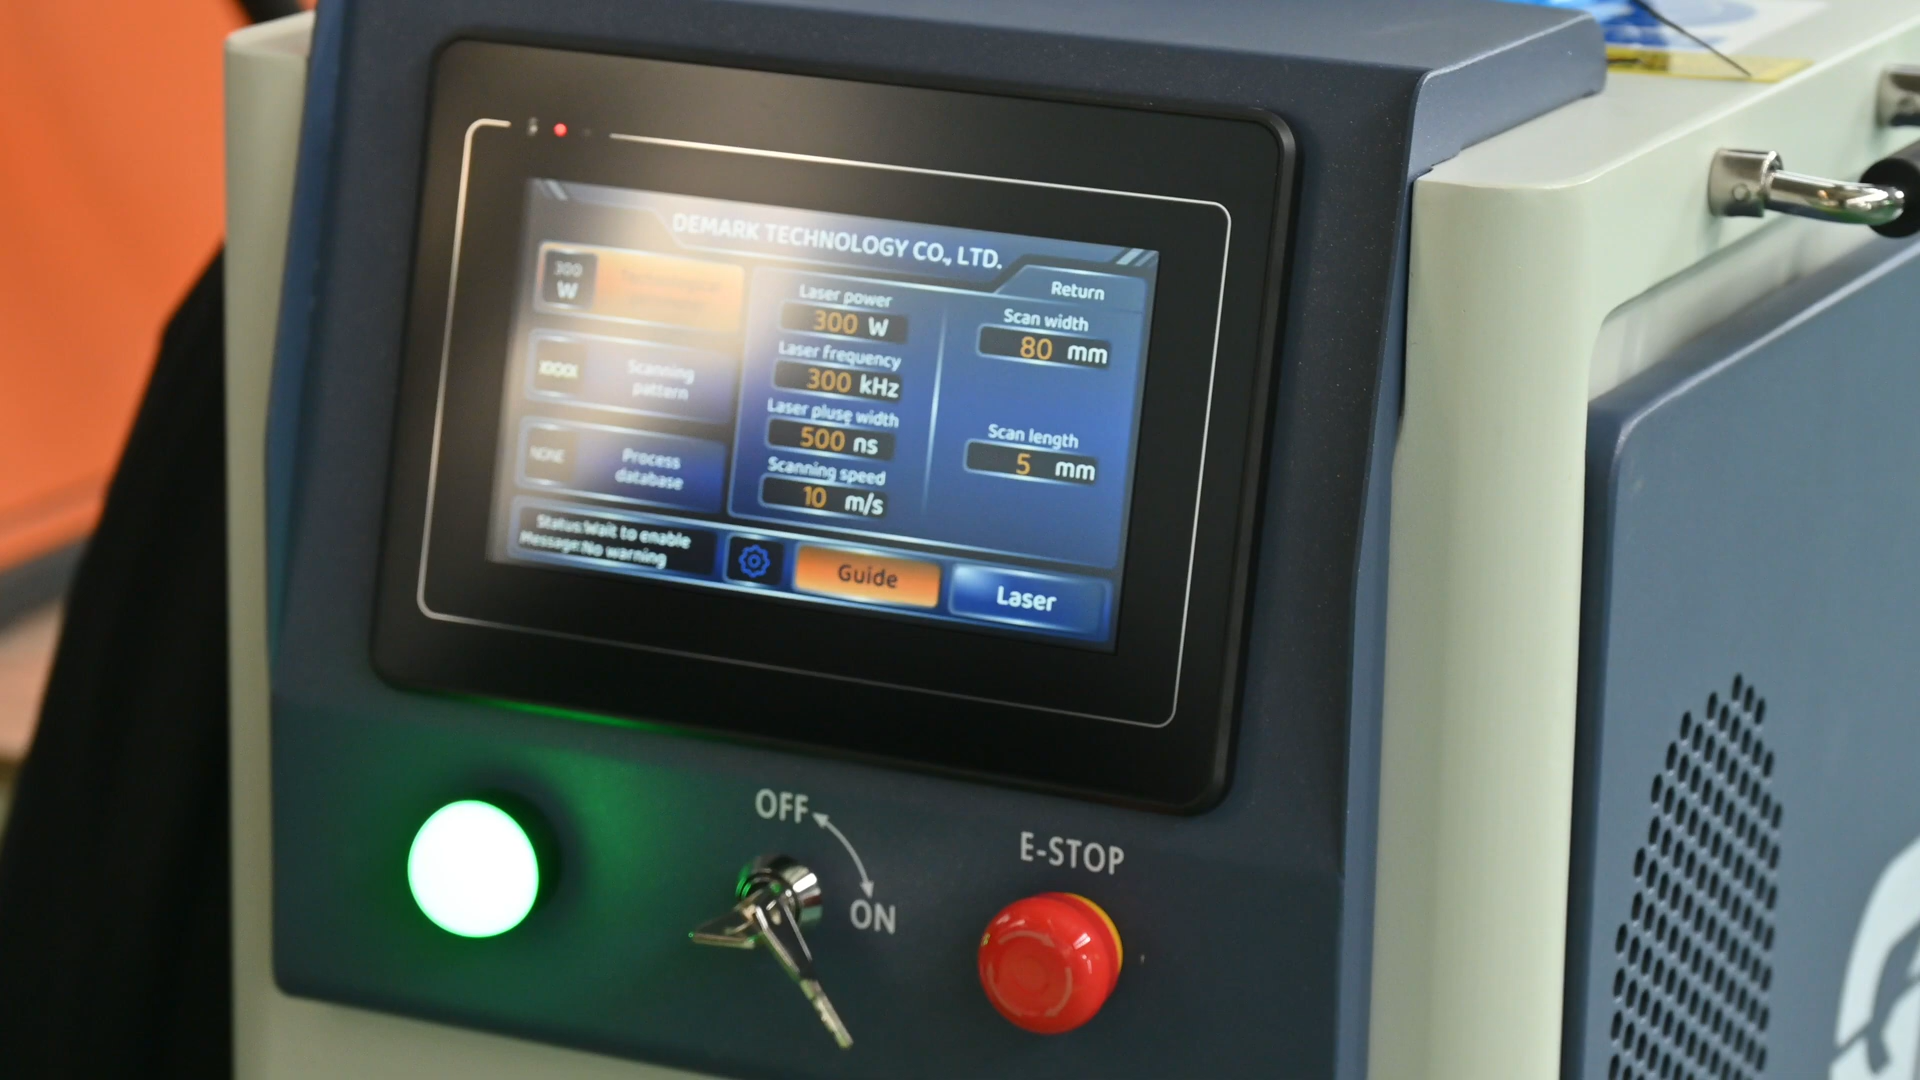 DEMARK TECHNOLOGY CO., LTD.
Return
300
W
Technological
Laser power
300 W
Laser frequency
300 kHz
Laser pluse width
500 ns
Scanning speed
10 m/s
Scan width
80 mm
Scan length
5 mm
XXXX
Scanning
pattern
NONE
Process
database
Status:Wait to enable
Message:No warning
Guide
Laser
OFF
ON
E-STOP